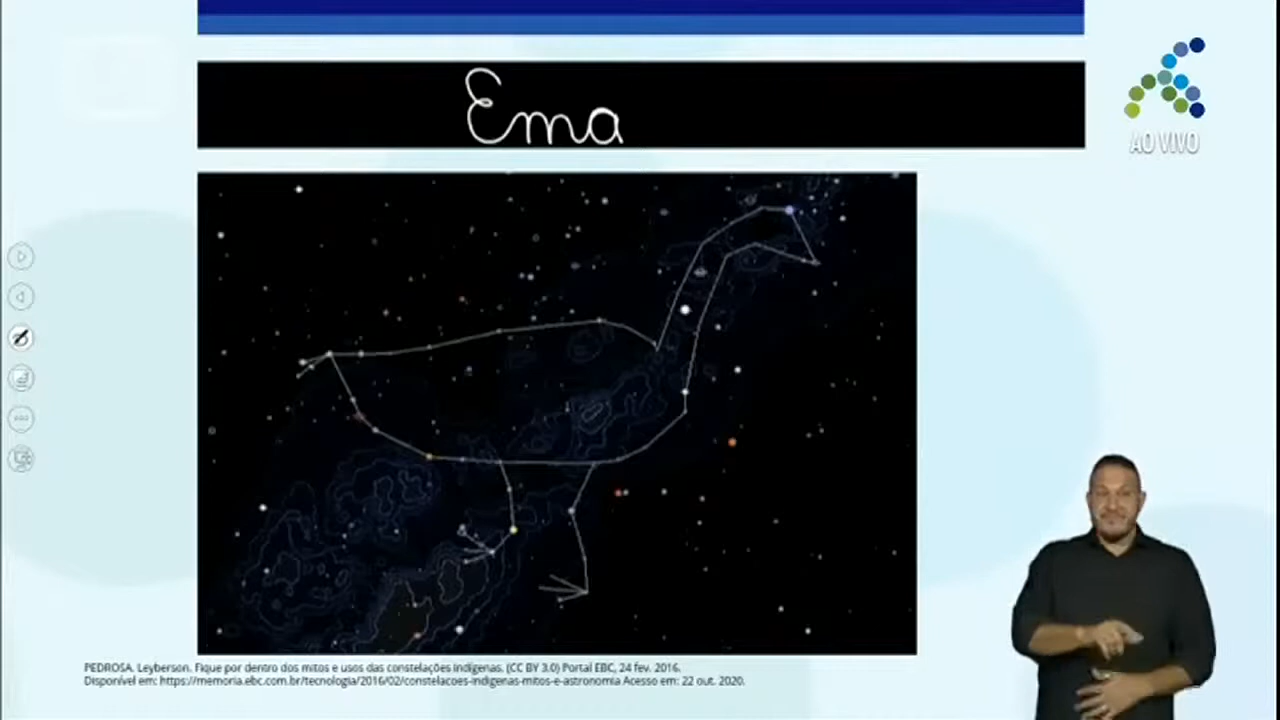 Ema
AO VIVO
PEDROSA. Leyberson. Fique por dentro dos mitos e usos das constelações indígenas. (CC BY 3.0) Portal EBC, 24 fev. 2016.
Disponível em: https://memoria.ebc.com.br/tecnologia/2016/02/constelacoes-indigenas-mitos-e-astronomia Acesso em: 22 out. 2020.